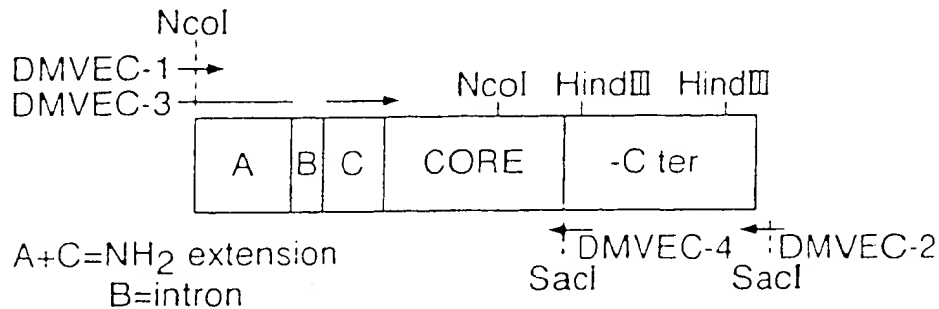 NcoI
DMVEC-1
DMVEC-3
NcoI HindⅢ HindⅢ
A B C CORE -C ter
A+C=NH2 extension
B=intron
DMVEC-4 DMVEC-2
SacI SacI